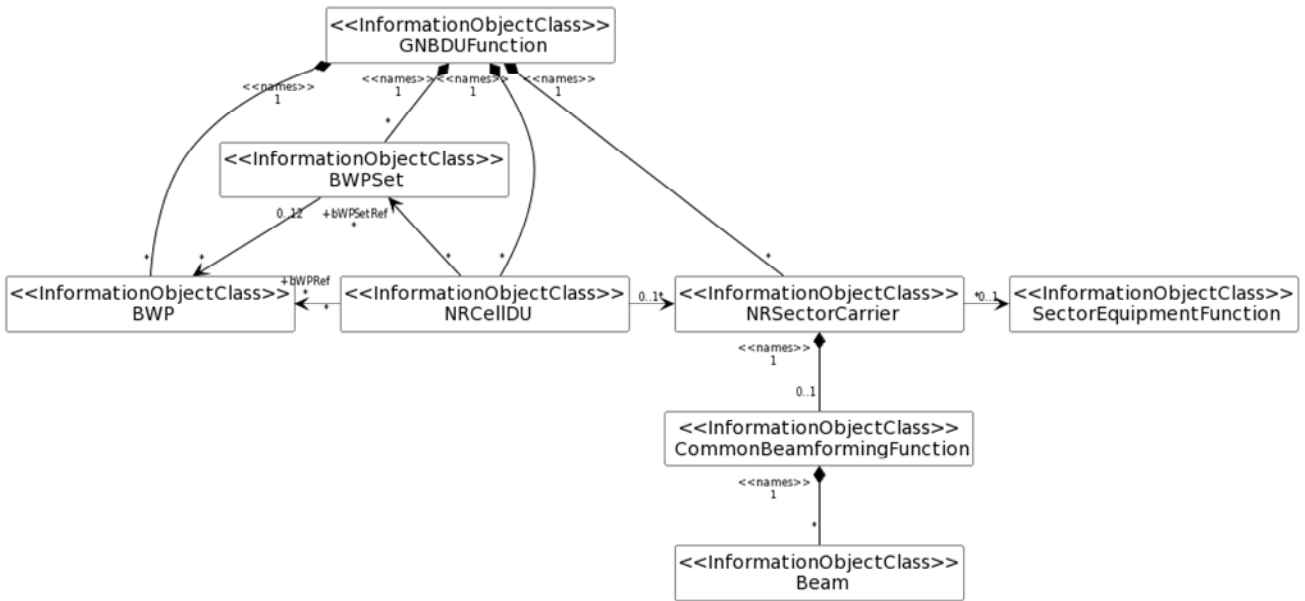 <<InformationObjectClass>>
GNBDUFunction
<<names>>
1
<<names>>
1
<<names>>
1
<<names>>
1
*
<<InformationObjectClass>>
BWPSet
0..12
+bWPSetRef
*
*
*
*
*
*
<<InformationObjectClass>>
BWP
+bWPRef
*
*
<<InformationObjectClass>>
NRCellDU
0..1
*
<<InformationObjectClass>>
NRSectorCarrier
*
0..1
<<InformationObjectClass>>
SectorEquipmentFunction
<<names>>
1
0..1
<<InformationObjectClass>>
CommonBeamformingFunction
<<names>>
1
*
<<InformationObjectClass>>
Beam